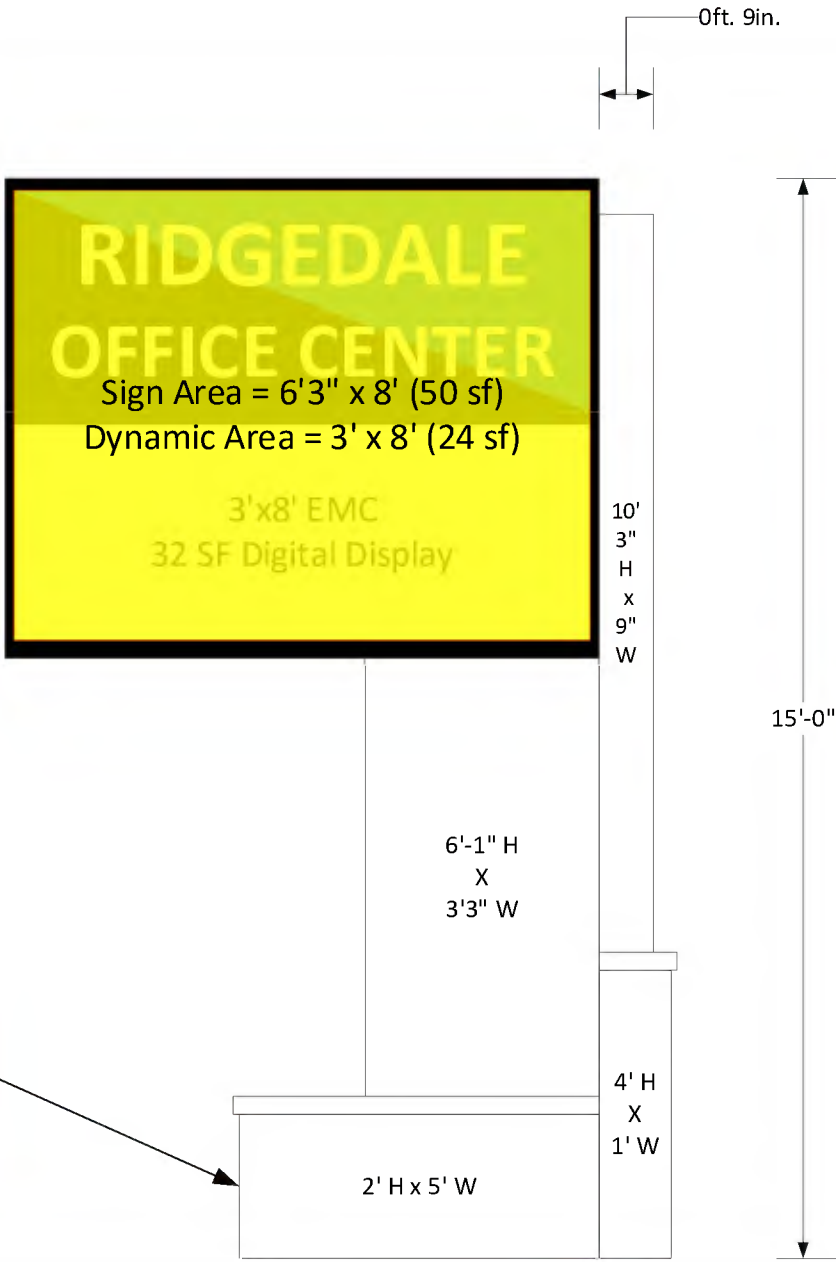 0ft. 9in.
RIDGEDALE
OFFICE CENTER
Sign Area = 6'3" x 8' (50 sf)
Dynamic Area = 3' x 8' (24 sf)
3'x8' EMC
32 SF Digital Display
10'
3"
H
x
9"
W
15'-0"
6'-1" H
X
3'3" W
4' H
X
1' W
2' H x 5' W